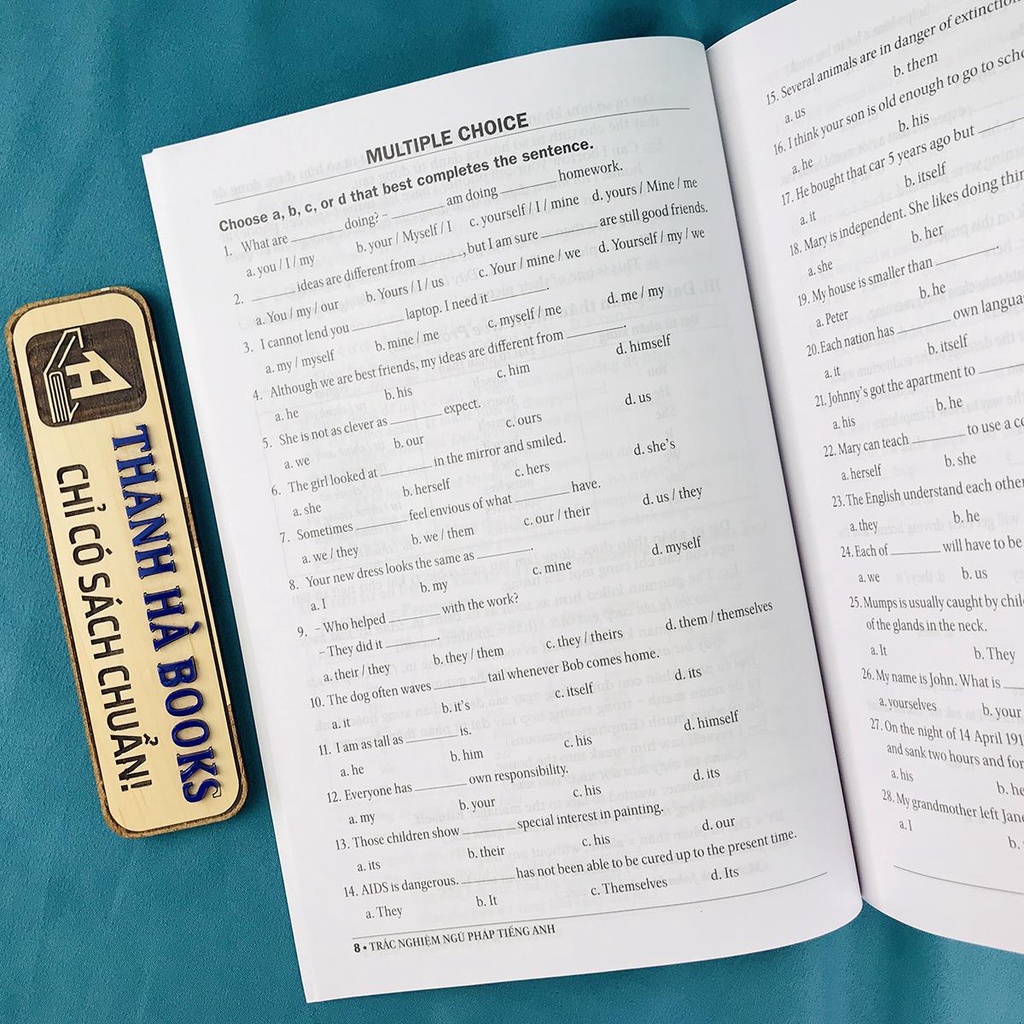 MULTIPLE CHOICE
Choose a, b, c, or d that best completes the sentence.
1. What are ________ doing? – ________ am doing ________ homework.
a. you / I / my b. your / Myself / I c. yourself / I / mine d. yours / Mine / me
2. ________ ideas are different from ________, but I am sure ________ are still good friends.
a. You / my / our b. Yours / I / us c. Your / mine / we d. Yourself / my / we
3. I cannot lend you ________ laptop. I need it ________.
a. my / myself b. mine / me c. myself / me d. me / my
4. Although we are best friends, my ideas are different from ________.
a. he b. his c. him d. himself
5. She is not as clever as ________ expect.
a. we b. our c. ours d. us
6. The girl looked at ________ in the mirror and smiled.
a. she b. herself c. hers d. she's
7. Sometimes ________ feel envious of what ________ have.
a. we / they b. we / them c. our / their d. us / they
8. Your new dress looks the same as ________.
a. I b. my c. mine d. myself
9. – Who helped ________ with the work?
– They did it ________.
a. their / they b. they / them c. they / theirs d. them / themselves
10. The dog often waves ________ tail whenever Bob comes home.
a. it b. it's c. itself d. its
11. I am as tall as ________ is.
a. he b. him c. his d. himself
12. Everyone has ________ own responsibility.
a. my b. your c. his d. its
13. Those children show ________ special interest in painting.
a. its b. their c. his d. our
14. AIDS is dangerous. ________ has not been able to be cured up to the present time.
a. They b. It c. Themselves d. Its
8 • TRẮC NGHIỆM NGỮ PHÁP TIẾNG ANH
15. Several animals are in danger of extinction
a. us b. them
16. I think your son is old enough to go to
a. he b. his
17. He bought that car 5 years ago but ________
a. it b. itself
18. Mary is independent. She likes doing
a. she b. her
19. My house is smaller than ________.
a. Peter b. he
20. Each nation has ________ own
a. it b. itself
21. Johnny's got the apartment to ________
a. his b. he
22. Mary can teach ________ to use a
a. herself b. she
23. The English understand each
a. they b. he
24. Each of ________ will have to be
a. we b. us
25. Mumps is usually caught by
of the glands in the neck.
a. It b. They
26. My name is John. What is ________
a. yourselves b. your
27. On the night of 14 April
and sank two hours and
a. his b.
28. My grandmother left
a. I b.
THANH HÀ BOOKS
CHỈ CÓ SÁCH CHUẨN!